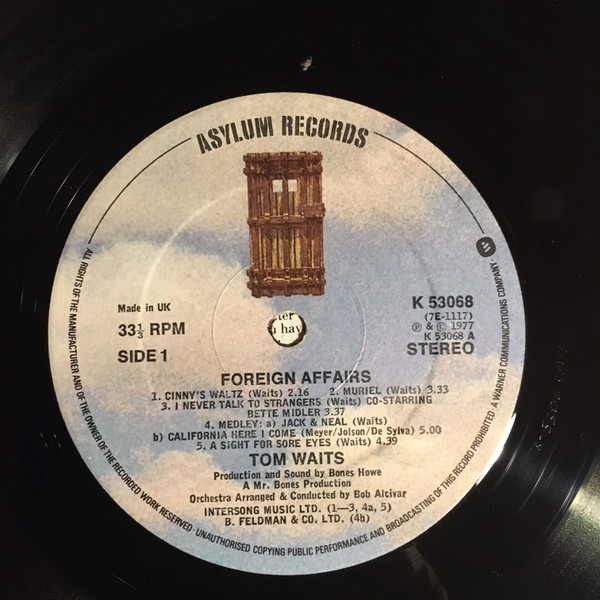 ASYLUM RECORDS
Made in UK
33⅓ RPM
SIDE 1
K 53068
(7E-1117)
℗ & © 1977
K 53068 A
STEREO
FOREIGN AFFAIRS
1. CINNY'S WALTZ (Waits) 2.16 2. MURIEL (Waits) 3.33
3. I NEVER TALK TO STRANGERS (Waits) CO-STARRING
BETTE MIDLER 3.37
4. MEDLEY: a) JACK & NEAL (Waits)
b) CALIFORNIA HERE I COME (Meyer/Jolson/De Sylva) 5.00
5. A SIGHT FOR SORE EYES (Waits) 4.39
TOM WAITS
Production and Sound by Bones Howe
A Mr. Bones Production
Orchestra Arranged & Conducted by Bob Alcivar
INTERSONG MUSIC LTD. (1—3, 4a, 5)
B. FELDMAN & CO. LTD. (4b)
ALL RIGHTS OF THE MANUFACTURER AND OF THE OWNER OF THE RECORDED WORK RESERVED · UNAUTHORISED COPYING PUBLIC PERFORMANCE AND BROADCASTING OF THIS RECORD PROHIBITED · A WARNER COMMUNICATIONS COMPANY ·